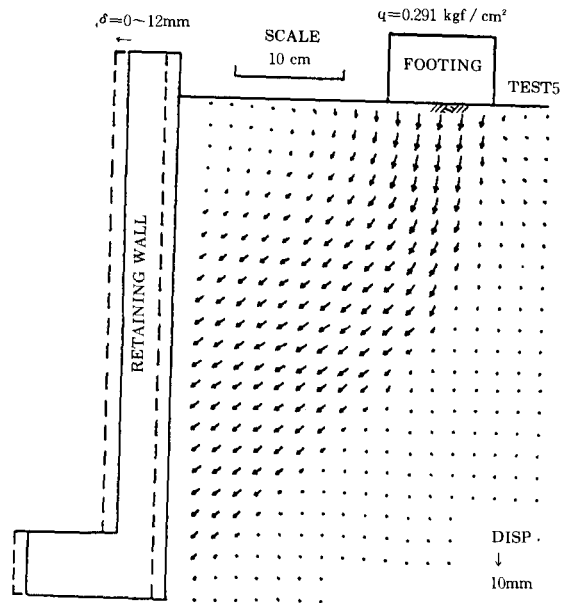 δ=0~12mm
SCALE
10 cm
q=0.291 kgf / cm²
FOOTING
TEST5
RETAINING WALL
DISP.
10mm